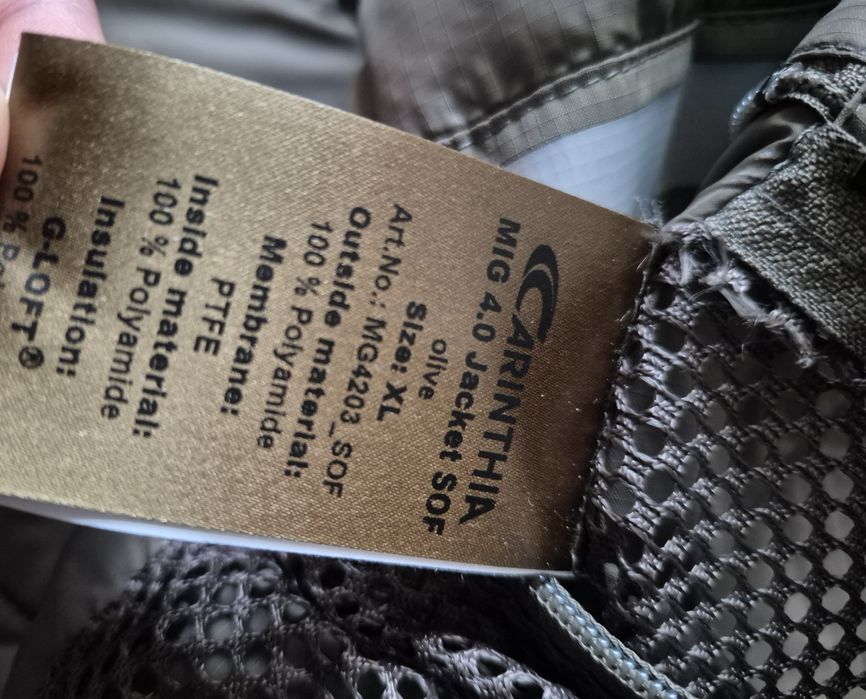 CARINTHIA
MIG 4.0 Jacket SOF
olive
Size: XL
Art.No.: MG4203_SOF
Outside material:
100 % Polyamide
Membrane:
PTFE
Inside material:
100 % Polyamide
Insulation:
G-LOFT®
100 %